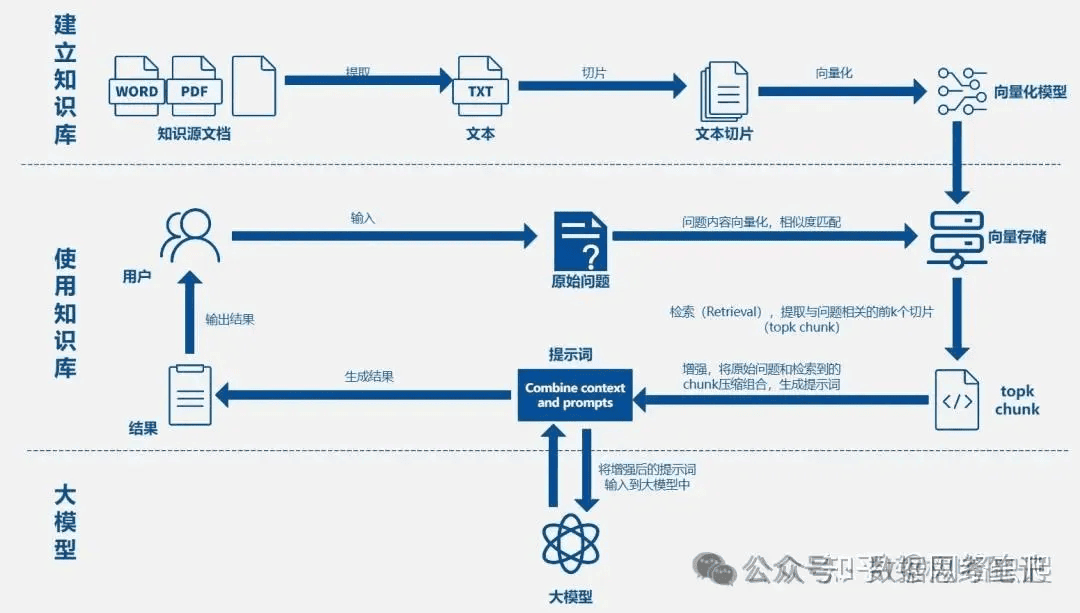 建立知识库
WORD
PDF
知识源文档
提取
TXT
文本
切片
文本切片
向量化
向量化模型
使用知识库
用户
输入
原始问题
?
问题内容向量化，相似度匹配
向量存储
检索（Retrieval），提取与问题相关的前k个切片
（topk chunk）
</>
topk
chunk
增强，将原始问题和检索到的
chunk压缩组合，生成提示词
提示词
Combine context
and prompts
生成结果
结果
输出结果
大模型
将增强后的提示词
输入到大模型中
大模型
公众号